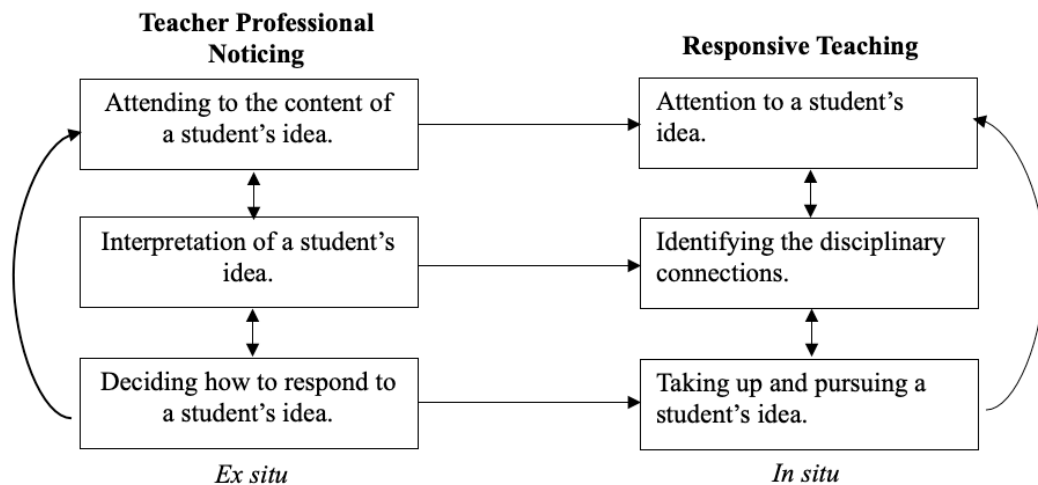 Teacher Professional
Noticing
Attending to the content of
a student’s idea.
Interpretation of a student’s
idea.
Deciding how to respond to
a student’s idea.
Ex situ
Responsive Teaching
Attention to a student’s
idea.
Identifying the disciplinary
connections.
Taking up and pursuing a
student’s idea.
In situ